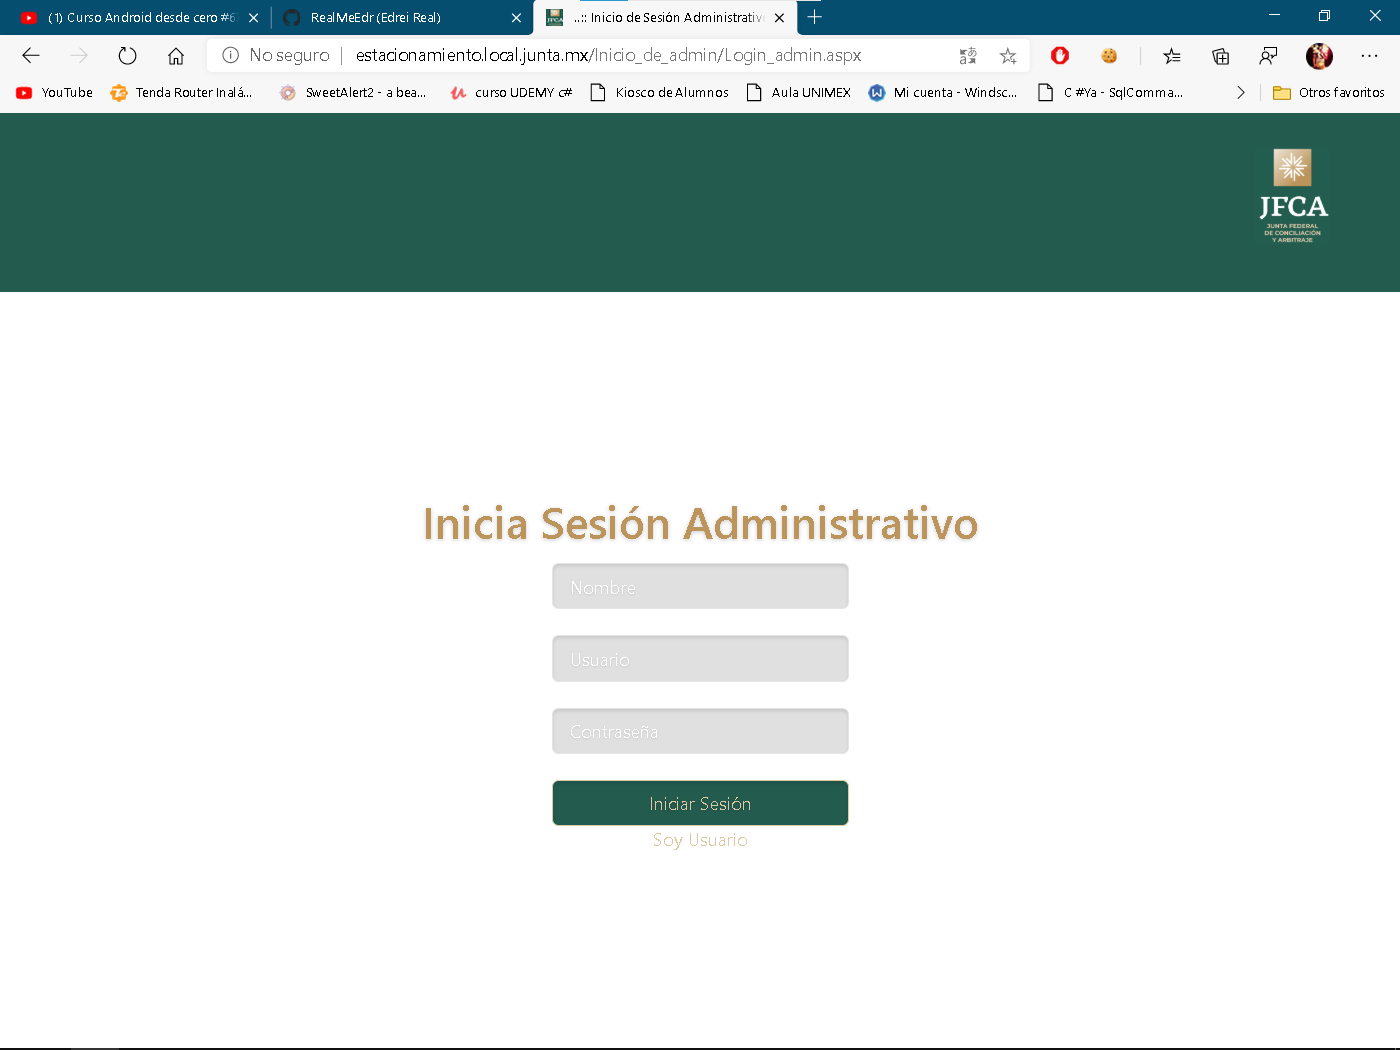 (1) Curso Android desde cero #6
RealMeEdr (Edrei Real)
..:: Inicio de Sesión Administrativ
No seguro
estacionamiento.local.junta.mx/Inicio_de_admin/Login_admin.aspx
YouTube
Tenda Router Inalá...
SweetAlert2 - a bea...
curso UDEMY c#
Kiosco de Alumnos
Aula UNIMEX
Mi cuenta - Windsc...
C #Ya - SqlComma...
Otros favoritos
JFCA
JUNTA FEDERAL
DE CONCILIACIÓN
Y ARBITRAJE
Inicia Sesión Administrativo
Nombre
Usuario
Contraseña
Iniciar Sesión
Soy Usuario